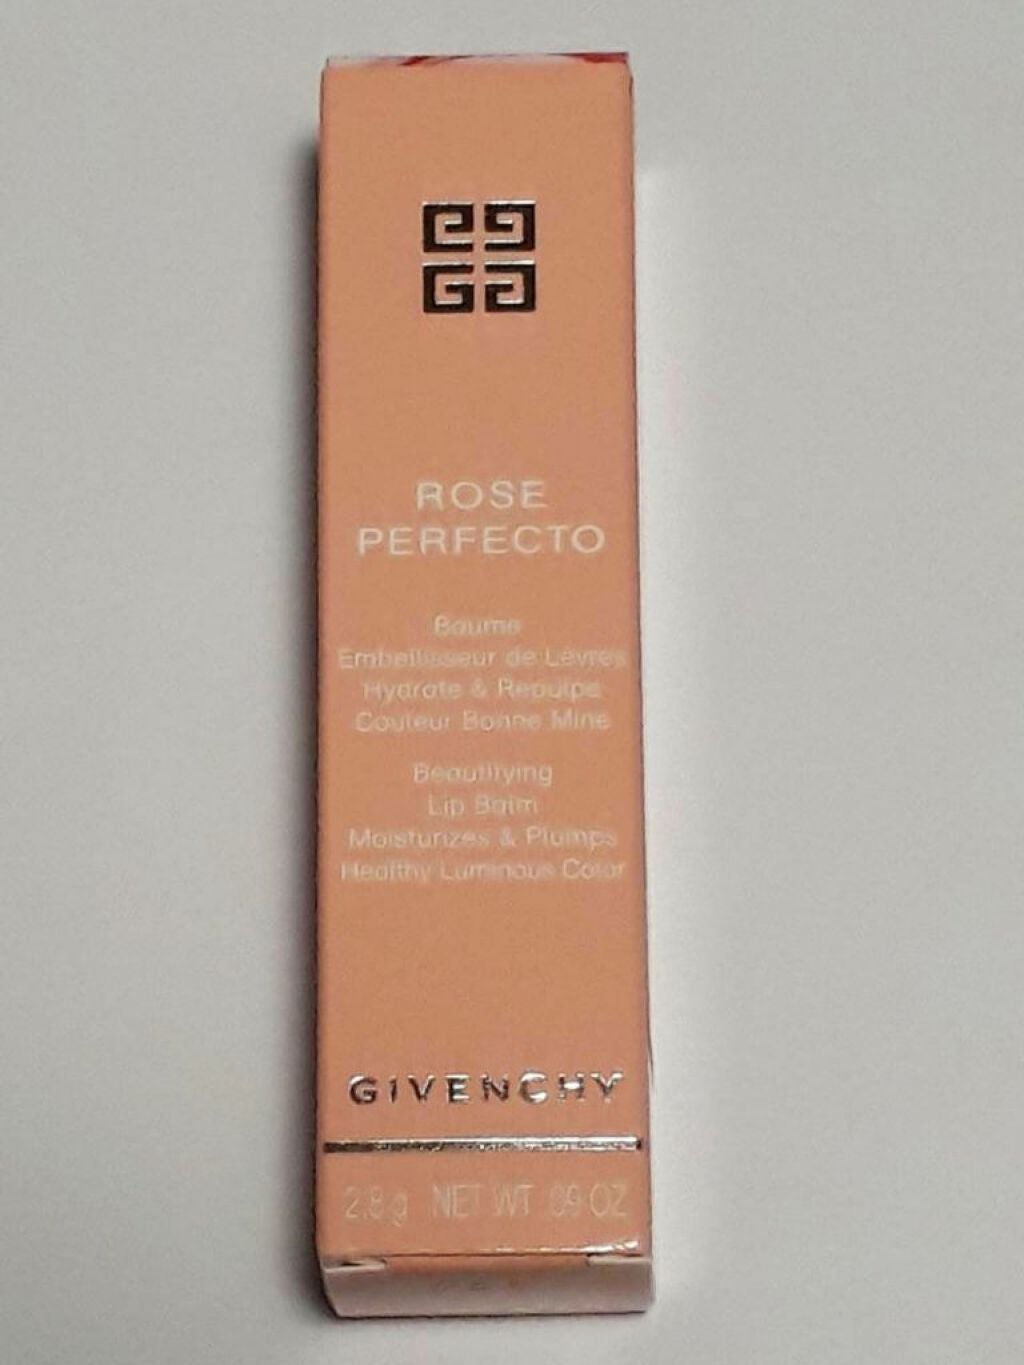 ROSE
PERFECTO
Baume
Embellisseur de Lèvres
Hydrate & Repulpe
Couleur Bonne Mine
Beautifying
Lip Balm
Moisturizes & Plumps
Healthy Luminous Color
GIVENCHY
2.8 g NET WT .09 OZ